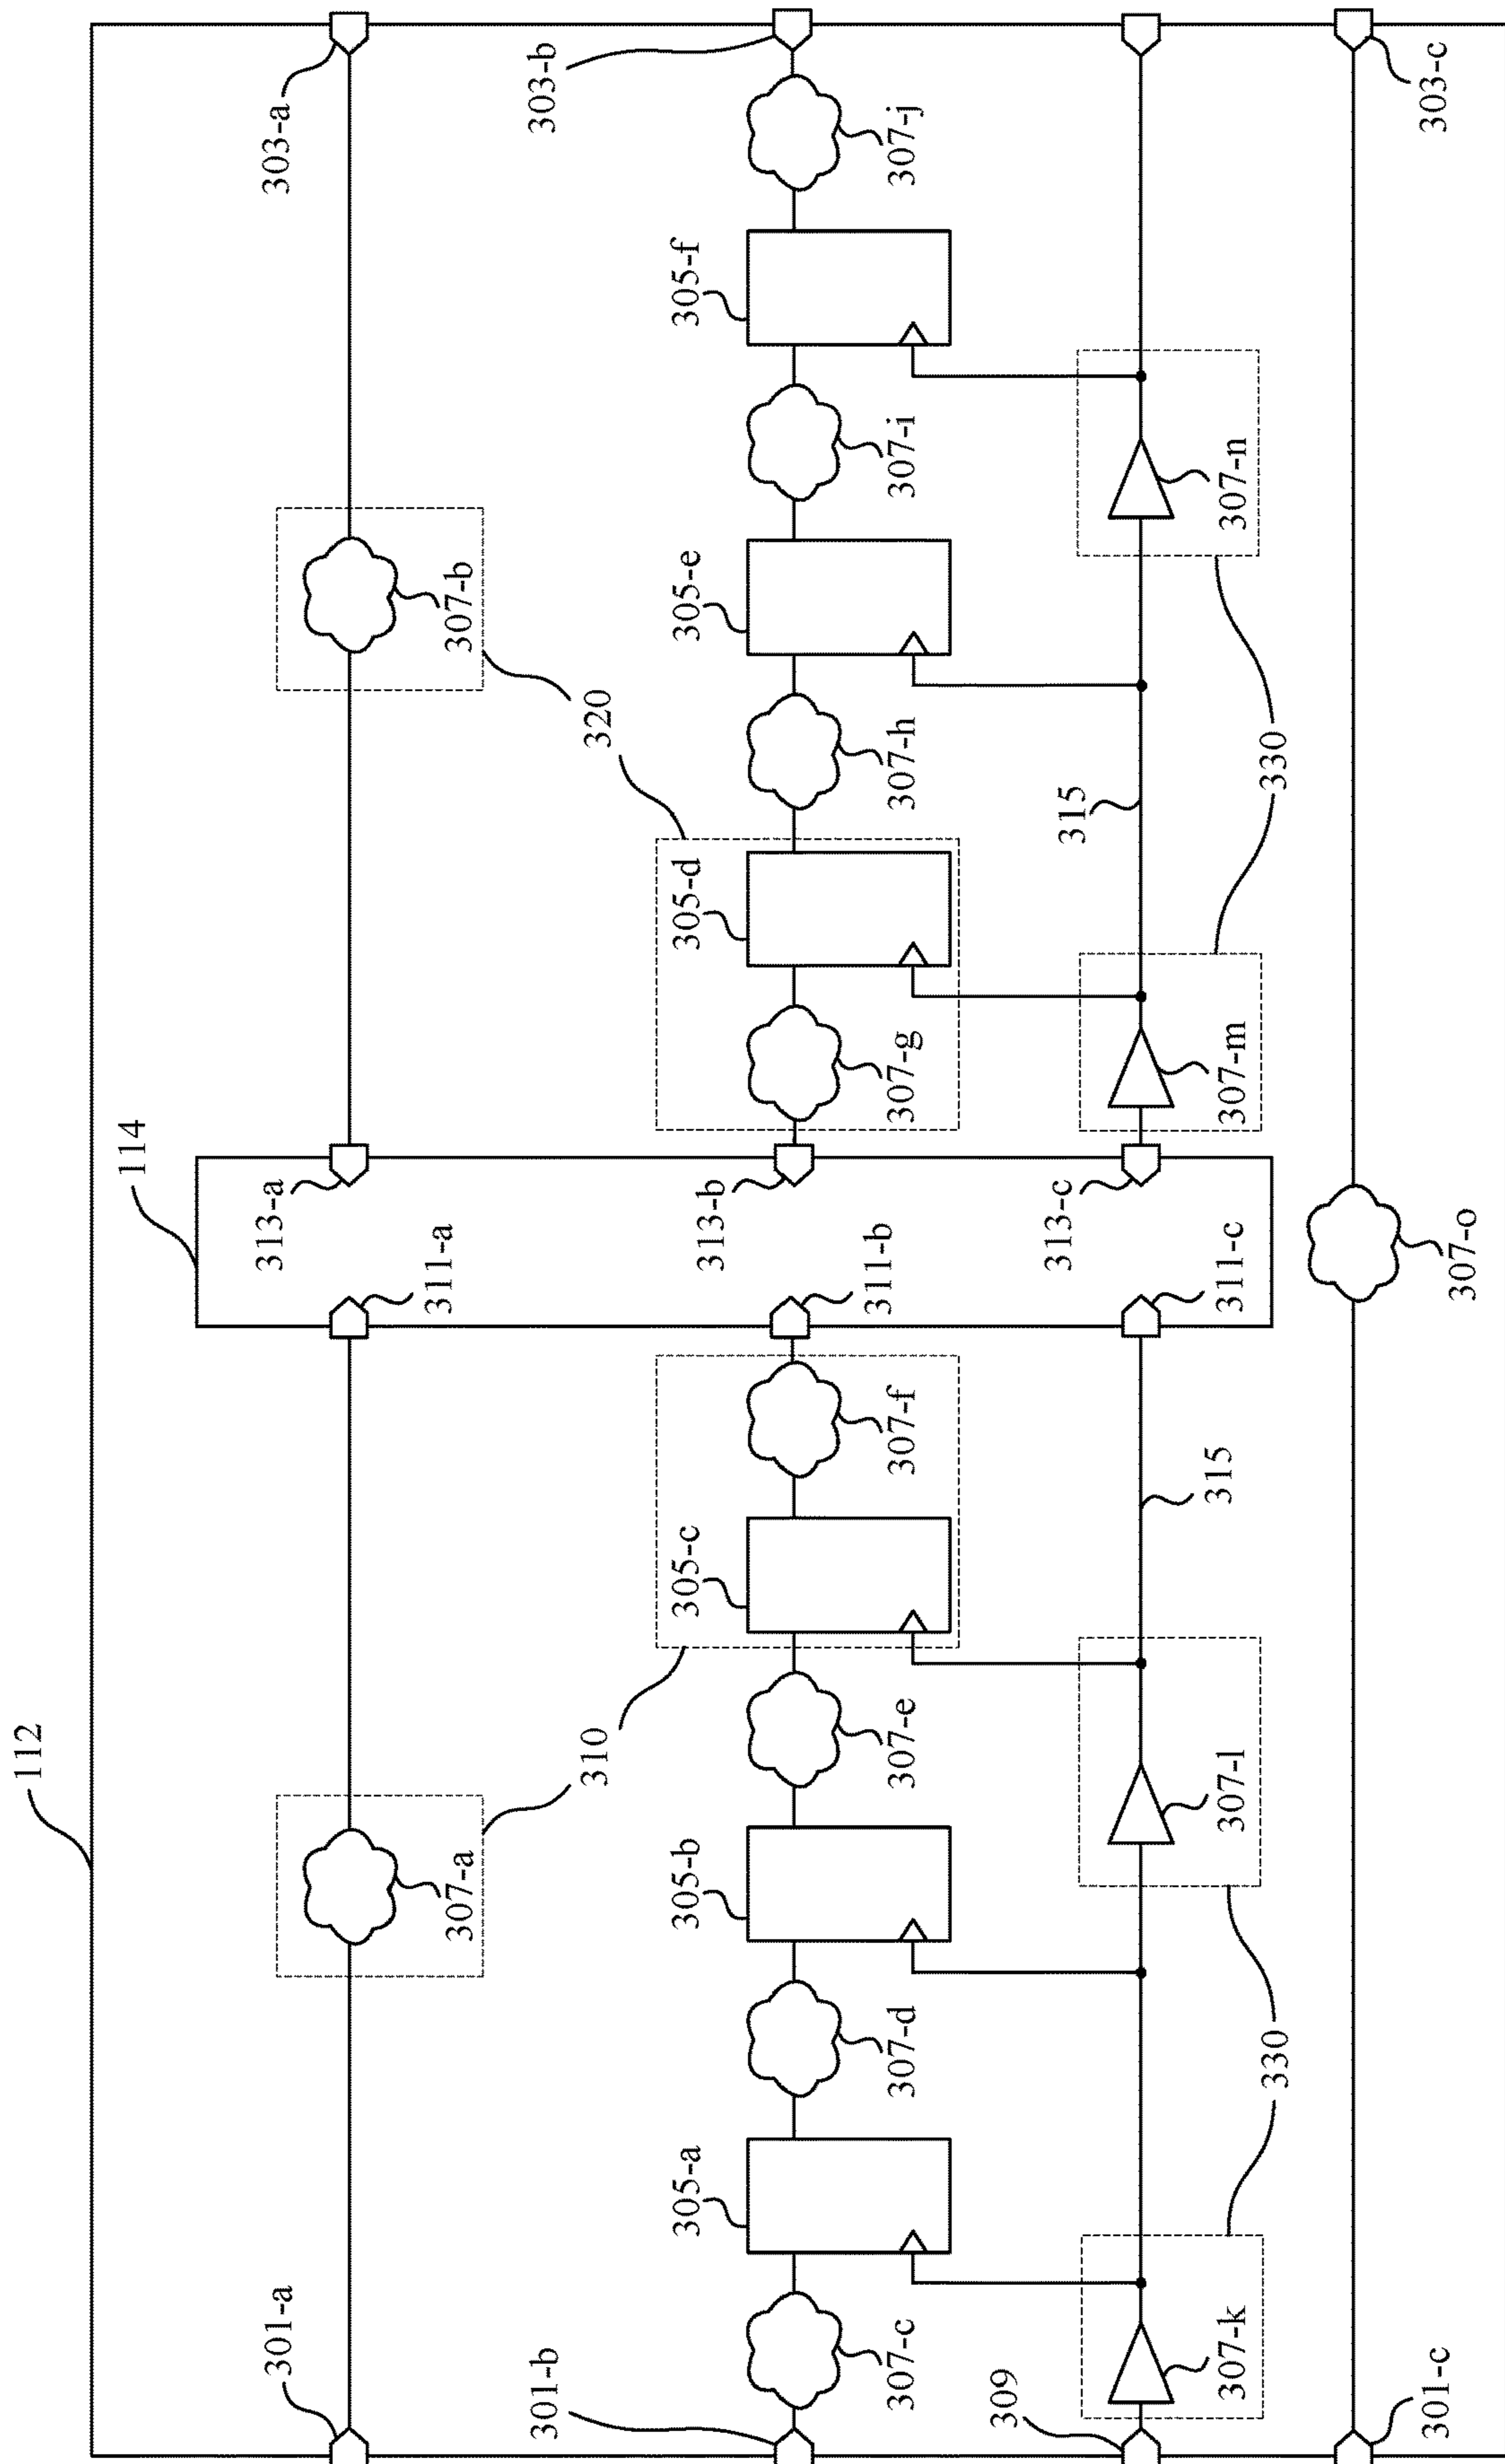 112
114
301-a
307-a
310
311-a
313-a
320
307-b
303-a
301-b
307-c
305-a
307-d
305-b
307-e
305-c
307-f
311-b
313-b
307-g
305-d
307-h
305-e
307-i
305-f
307-j
303-b
309
307-k
330
307-l
315
311-c
313-c
307-m
315
330
307-n
301-c
307-o
303-c